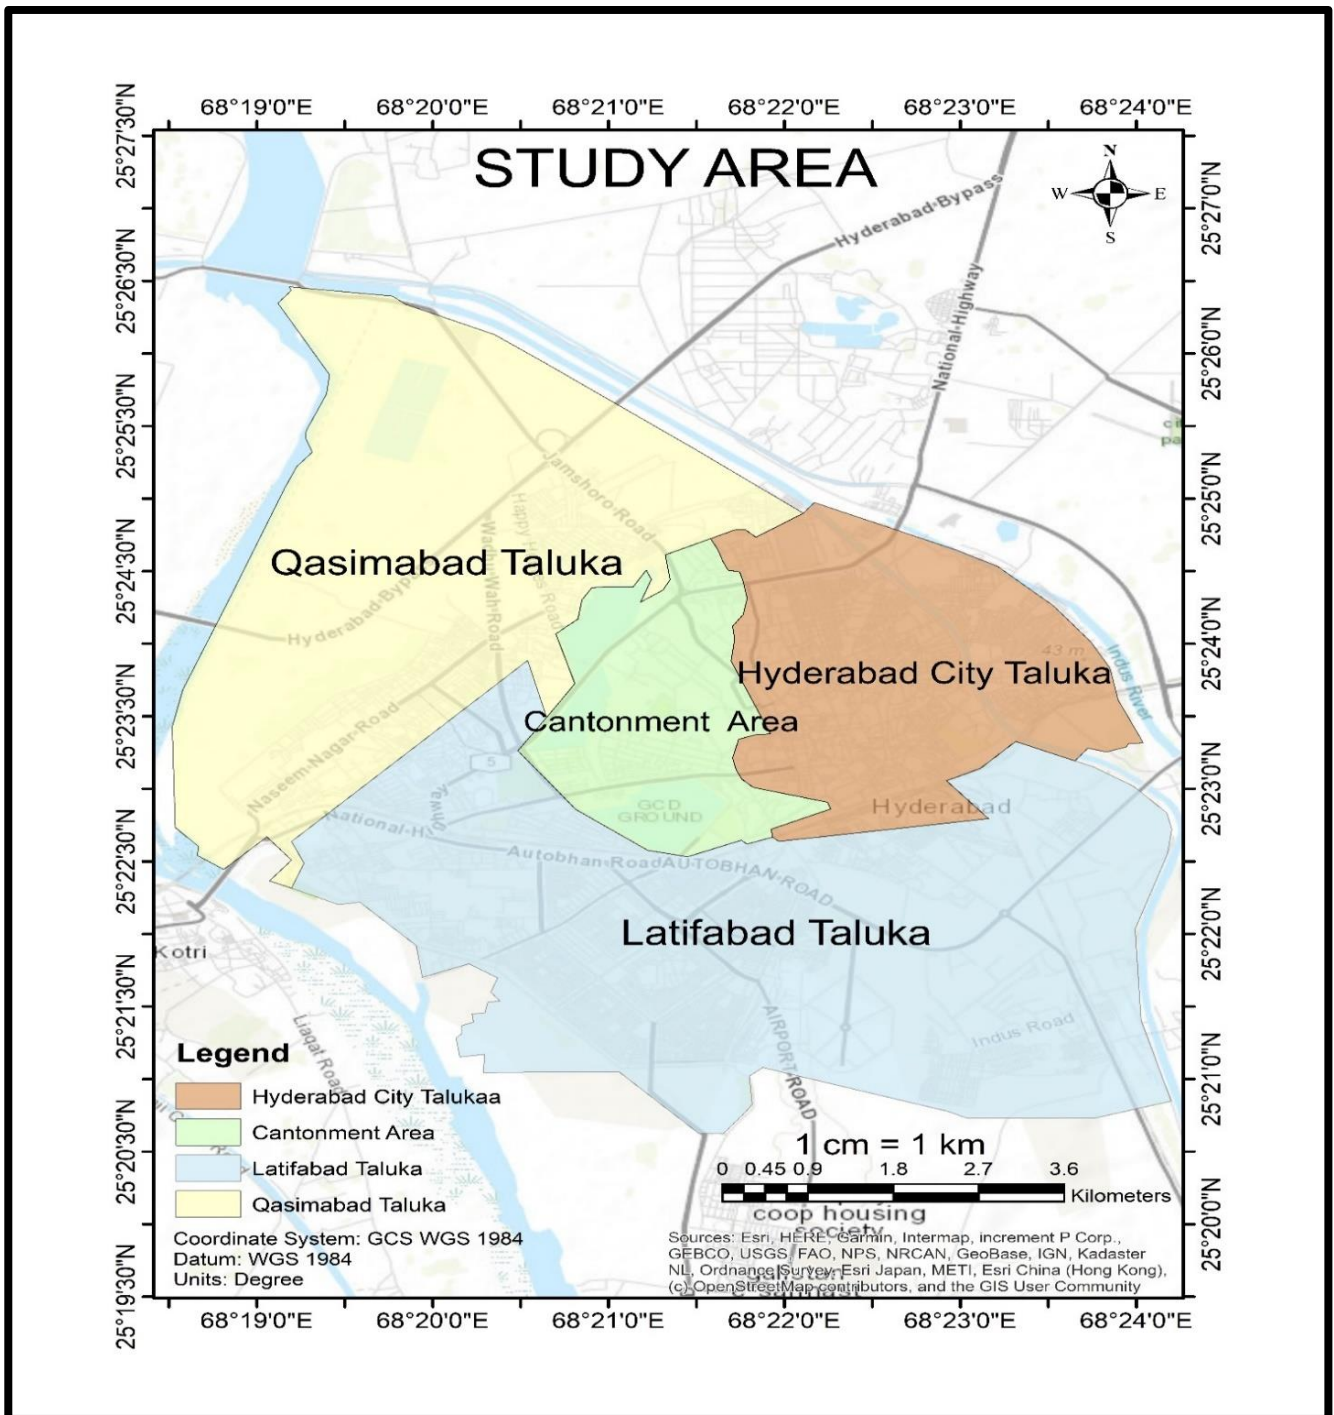 68°19'0"E 68°20'0"E 68°21'0"E 68°22'0"E 68°23'0"E 68°24'0"E
25°27'30"N
25°26'30"N
25°25'30"N
25°24'30"N
25°23'30"N
25°22'30"N
25°21'30"N
25°20'30"N
25°19'30"N
STUDY AREA
N
W E
S
Hyderabad-Bypass
National-Highway
Jamshoro-Road
Wadhu-Wah-Road
Qasimabad Taluka
Hyderabad-Bypass
43 m
Indus River
Hyderabad City Taluka
Cantonment Area
Naseem-Nagar-Road
5
National-Hi
ghway
GCD
GROUND
Hyderabad
Autobhan-Road
AUTOBHAN-ROAD
Latifabad Taluka
Kotri
Liaqat Road
AIRPORT-ROAD
Indus Road
Legend
Hyderabad City Talukaa
Cantonment Area
Latifabad Taluka
Qasimabad Taluka
Coordinate System: GCS WGS 1984
Datum: WGS 1984
Units: Degree
1 cm = 1 km
0 0.45 0.9 1.8 2.7 3.6
Kilometers
coop housing
society
Sources: Esri, HERE, Garmin, Intermap, increment P Corp.,
GEBCO, USGS, FAO, NPS, NRCAN, GeoBase, IGN, Kadaster
NL, Ordnance Survey, Esri Japan, METI, Esri China (Hong Kong),
(c) OpenStreetMap contributors, and the GIS User Community
25°27'0"N
25°26'0"N
25°25'0"N
25°24'0"N
25°23'0"N
25°22'0"N
25°21'0"N
25°20'0"N
68°19'0"E 68°20'0"E 68°21'0"E 68°22'0"E 68°23'0"E 68°24'0"E